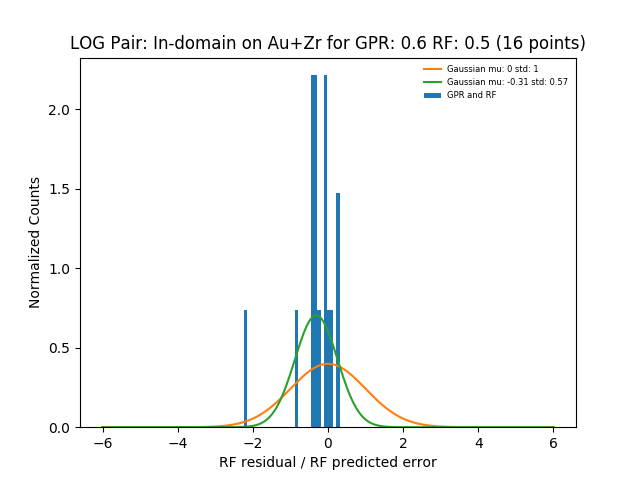 LOG Pair: In-domain on Au+Zr for GPR: 0.6 RF: 0.5 (16 points)
Gaussian mu: 0 std: 1
Gaussian mu: -0.31 std: 0.57
GPR and RF
Normalized Counts
2.0
1.5
1.0
0.5
0.0
−6
−4
−2
0
2
4
6
RF residual / RF predicted error